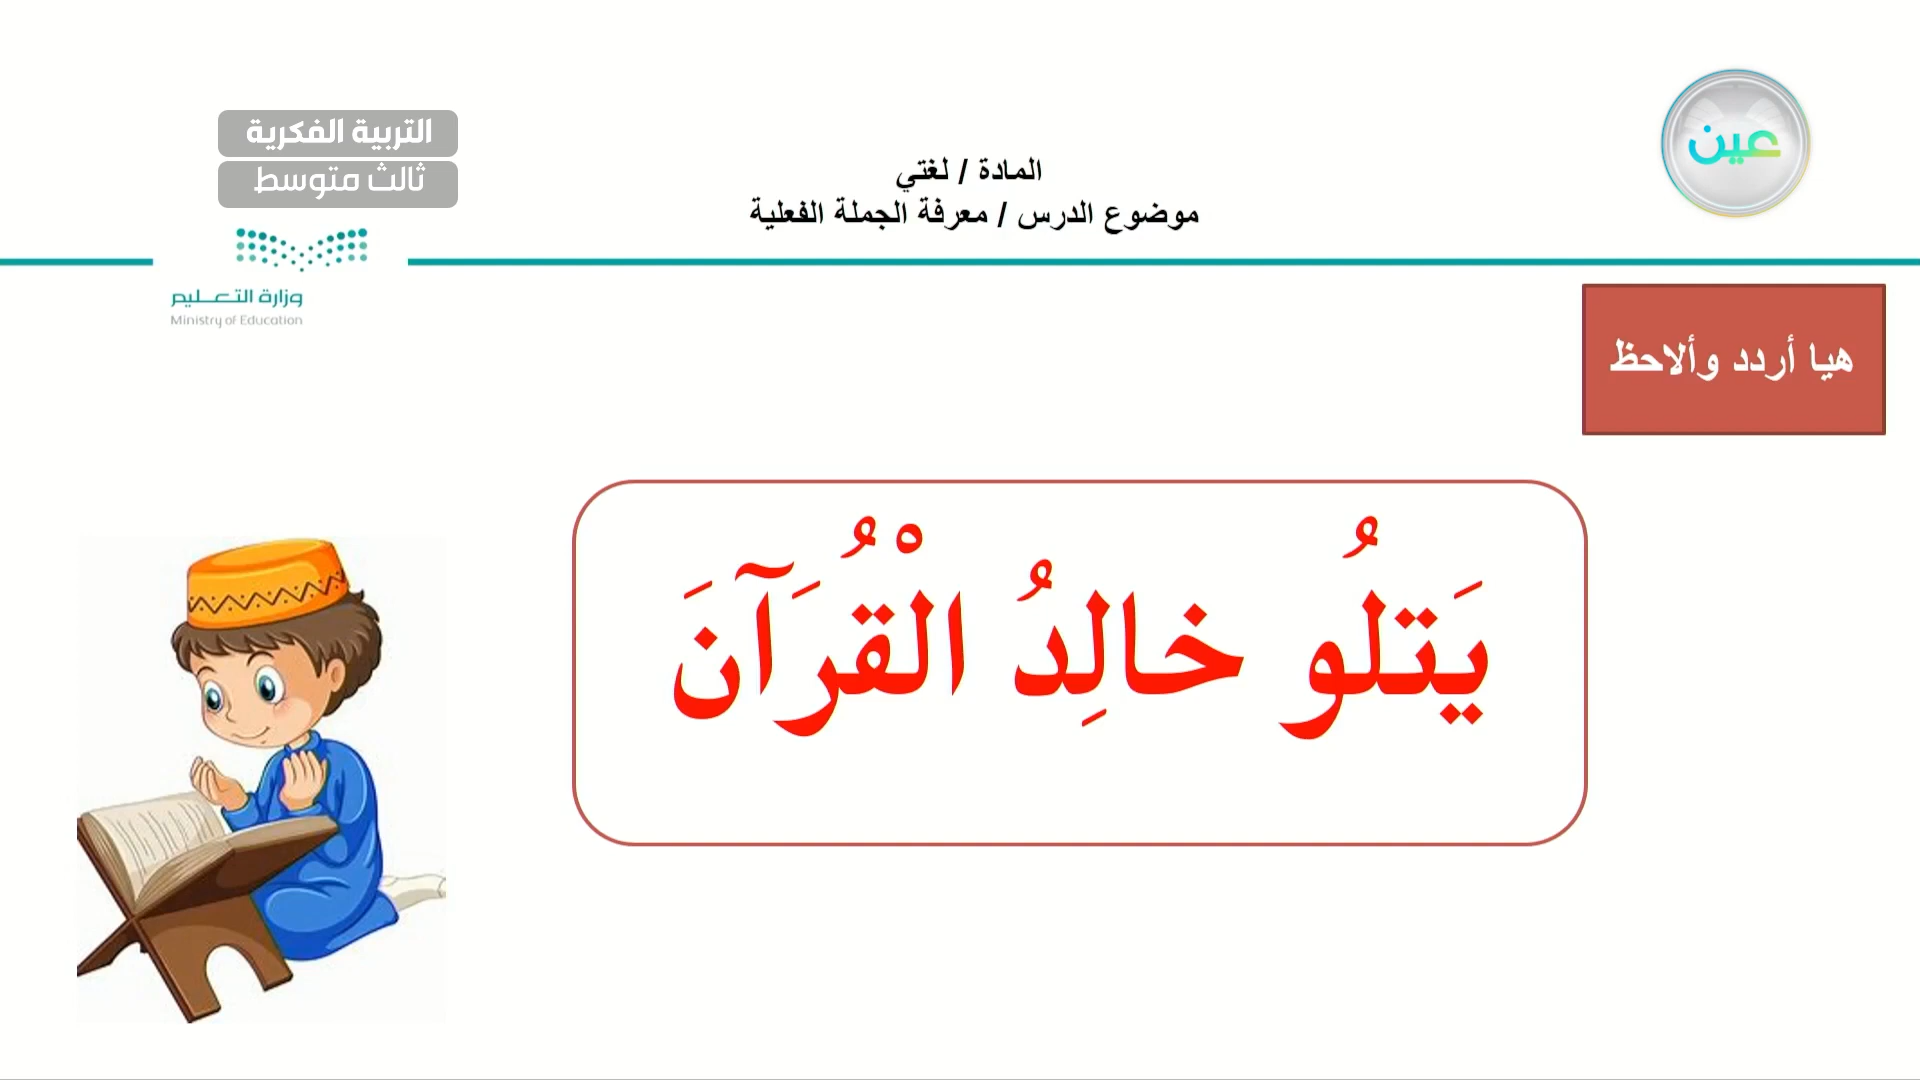 عين
التربية الفكرية
ثالث متوسط
المادة / لغتي
موضوع الدرس / معرفة الجملة الفعلية
وزارة التعـــليم
Ministry of Education
هيا أردد وألاحظ
يَتلُو خالِدُ الْقُرَآنَ